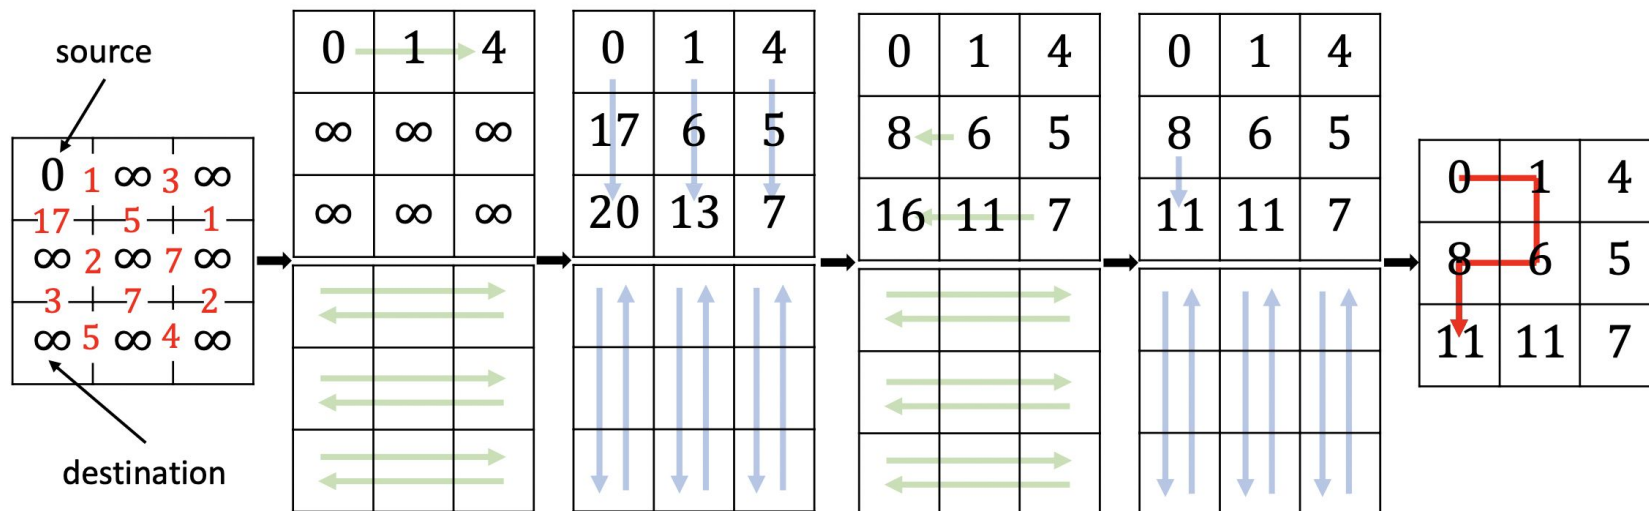 source
0 1 ∞ 3 ∞
17 5 1
∞ 2 ∞ 7 ∞
3 7 2
∞ 5 ∞ 4 ∞
destination
0 1 4
∞ ∞ ∞
∞ ∞ ∞
0 1 4
17 6 5
20 13 7
0 1 4
8 6 5
16 11 7
0 1 4
8 6 5
11 11 7
0 1 4
8 6 5
11 11 7